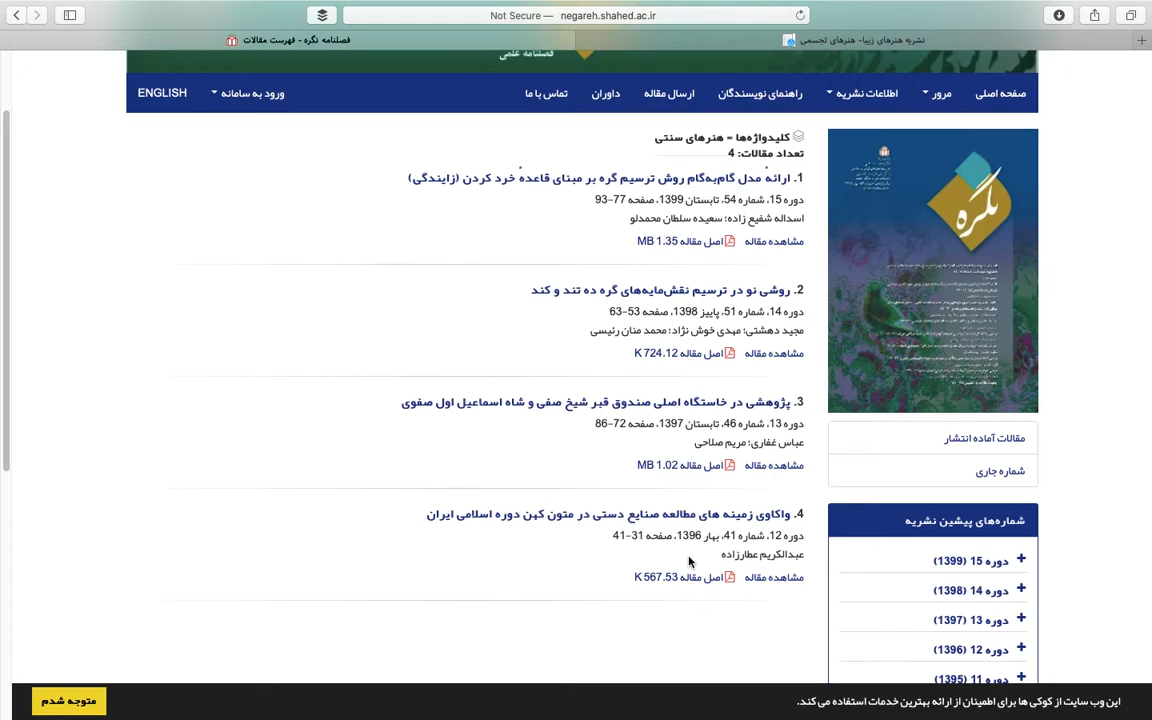 Not Secure — negareh.shahed.ac.ir
فصلنامه نگره - فهرست مقالات
نشریه هنرهای زیبا- هنرهای تجسمی
فصلنامه علمی
صفحه اصلی
مرور
اطلاعات نشریه
راهنمای نویسندگان
ارسال مقاله
داوران
تماس با ما
ورود به سامانه
ENGLISH
کلیدواژه‌ها = هنرهای سنتی
تعداد مقالات: 4
1. ارائهٔ مدل گام‌به‌گام روش ترسیم گره بر مبنای قاعدهٔ خرد کردن (زایندگی)
دوره 15، شماره 54، تابستان 1399، صفحه 77-93
اسداله شفیع زاده؛ سعیده سلطان محمدلو
مشاهده مقاله
اصل مقاله 1.35 MB
2. روشی نو در ترسیم نقش‌مایه‌های گره ده تند و کند
دوره 14، شماره 51، پاییز 1398، صفحه 53-63
مجید دهشتی؛ مهدی خوش نژاد؛ محمد منان رئیسی
مشاهده مقاله
اصل مقاله 724.12 K
3. پژوهشی در خاستگاه اصلی صندوق قبر شیخ صفی و شاه اسماعیل اول صفوی
دوره 13، شماره 46، تابستان 1397، صفحه 72-86
عباس غفاری؛ مریم صلاحی
مشاهده مقاله
اصل مقاله 1.02 MB
4. واکاوی زمینه های مطالعه صنایع دستی در متون کهن دوره اسلامی ایران
دوره 12، شماره 41، بهار 1396، صفحه 31-41
عبدالکریم عطارزاده
مشاهده مقاله
اصل مقاله 567.53 K
نگره
مقالات آماده انتشار
شماره جاری
شماره‌های پیشین نشریه
دوره 15 (1399)
دوره 14 (1398)
دوره 13 (1397)
دوره 12 (1396)
دوره 11 (1395)
این وب سایت از کوکی ها برای اطمینان از ارائه بهترین خدمات استفاده می کند.
متوجه شدم